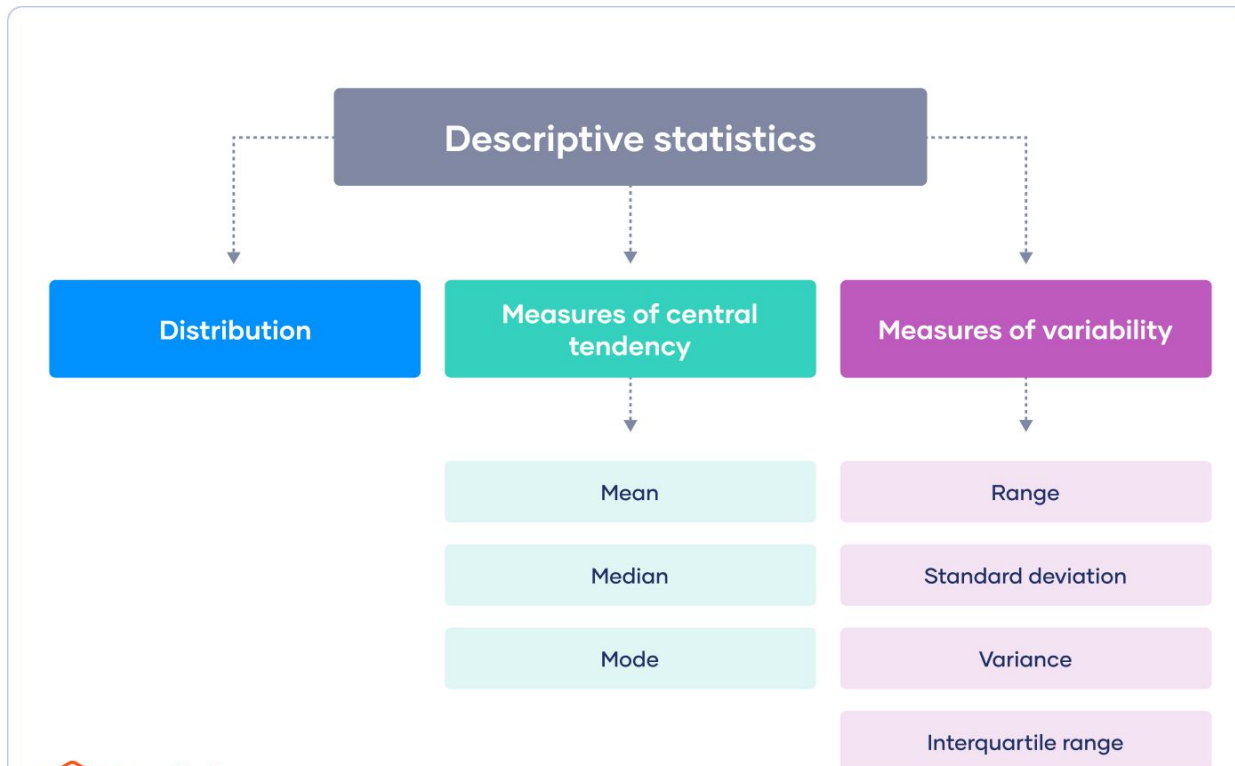 Descriptive statistics
Distribution
Measures of central
tendency
Measures of variability
Mean
Median
Mode
Range
Standard deviation
Variance
Interquartile range